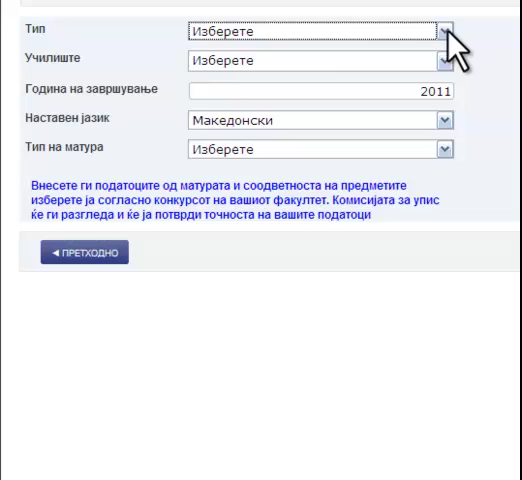 Тип Изберете
Училиште Изберете
Година на завршување 2011
Наставен јазик Македонски
Тип на матура Изберете
Внесете ги податоците од матурата и соодветноста на предметите
изберете ја согласно конкурсот на вашиот факултет. Комисијата за упис
ќе ги разгледа и ќе ја потврди точноста на вашите податоци
ПРЕТХОДНО